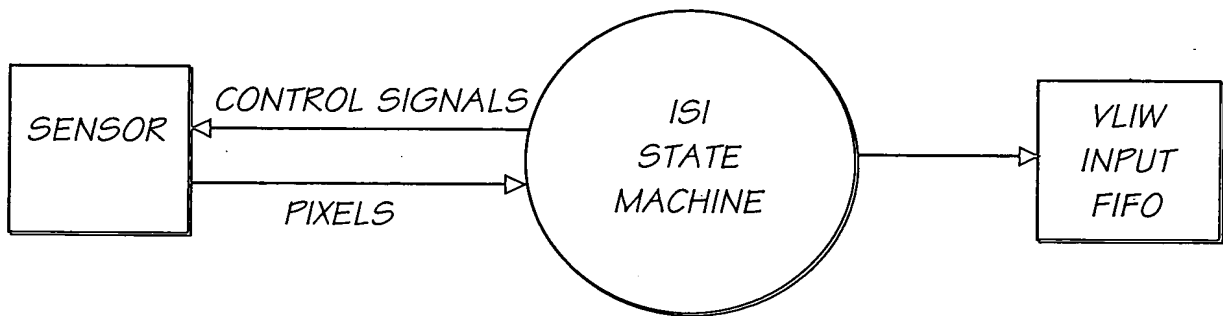 SENSOR
CONTROL SIGNALS
PIXELS
ISI
STATE
MACHINE
VLIW
INPUT
FIFO